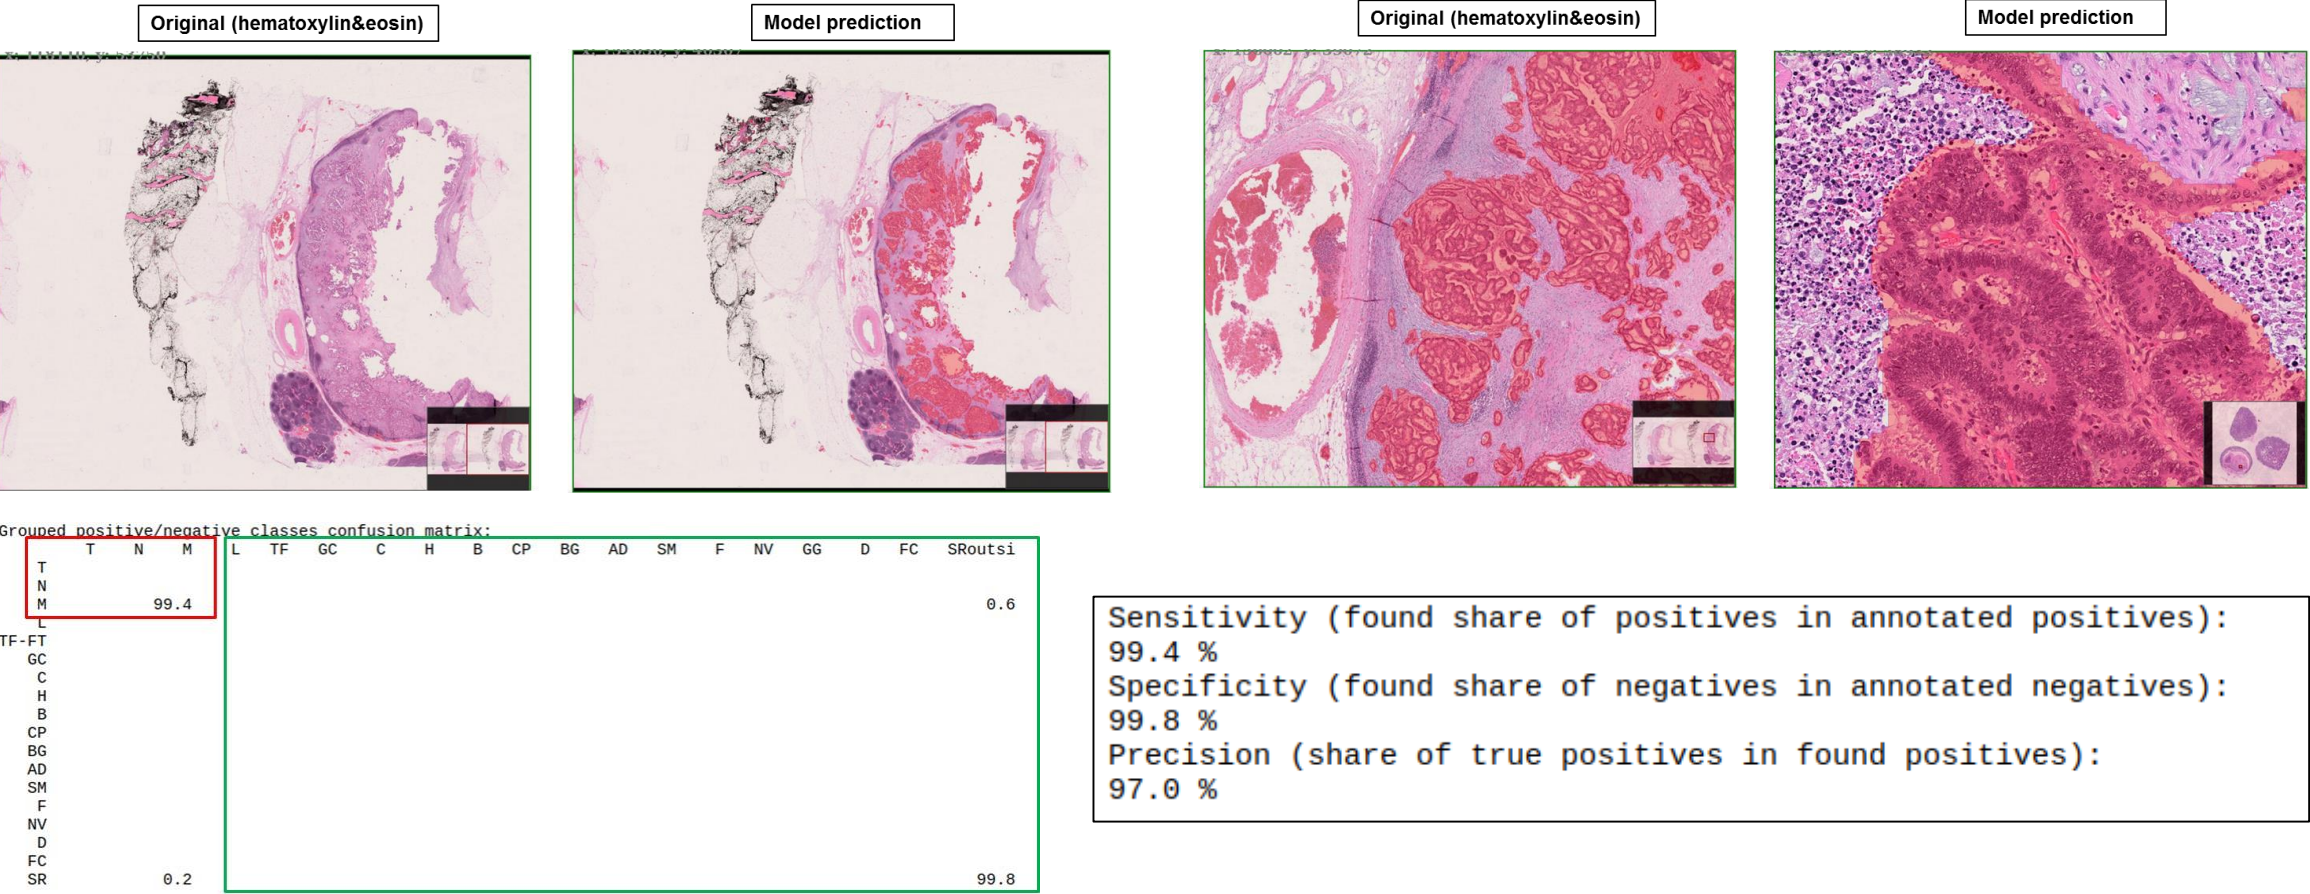 Original (hematoxylin&eosin)
Model prediction
Original (hematoxylin&eosin)
Model prediction
Grouped positive/negative classes confusion matrix:
T N M L TF GC C H B CP BG AD SM F NV GG D FC SRoutsi
T
N
M 99.4 0.6
L
TF-FT
GC
C
H
B
CP
BG
AD
SM
F
NV
D
FC
SR 0.2 99.8
Sensitivity (found share of positives in annotated positives):
99.4 %
Specificity (found share of negatives in annotated negatives):
99.8 %
Precision (share of true positives in found positives):
97.0 %